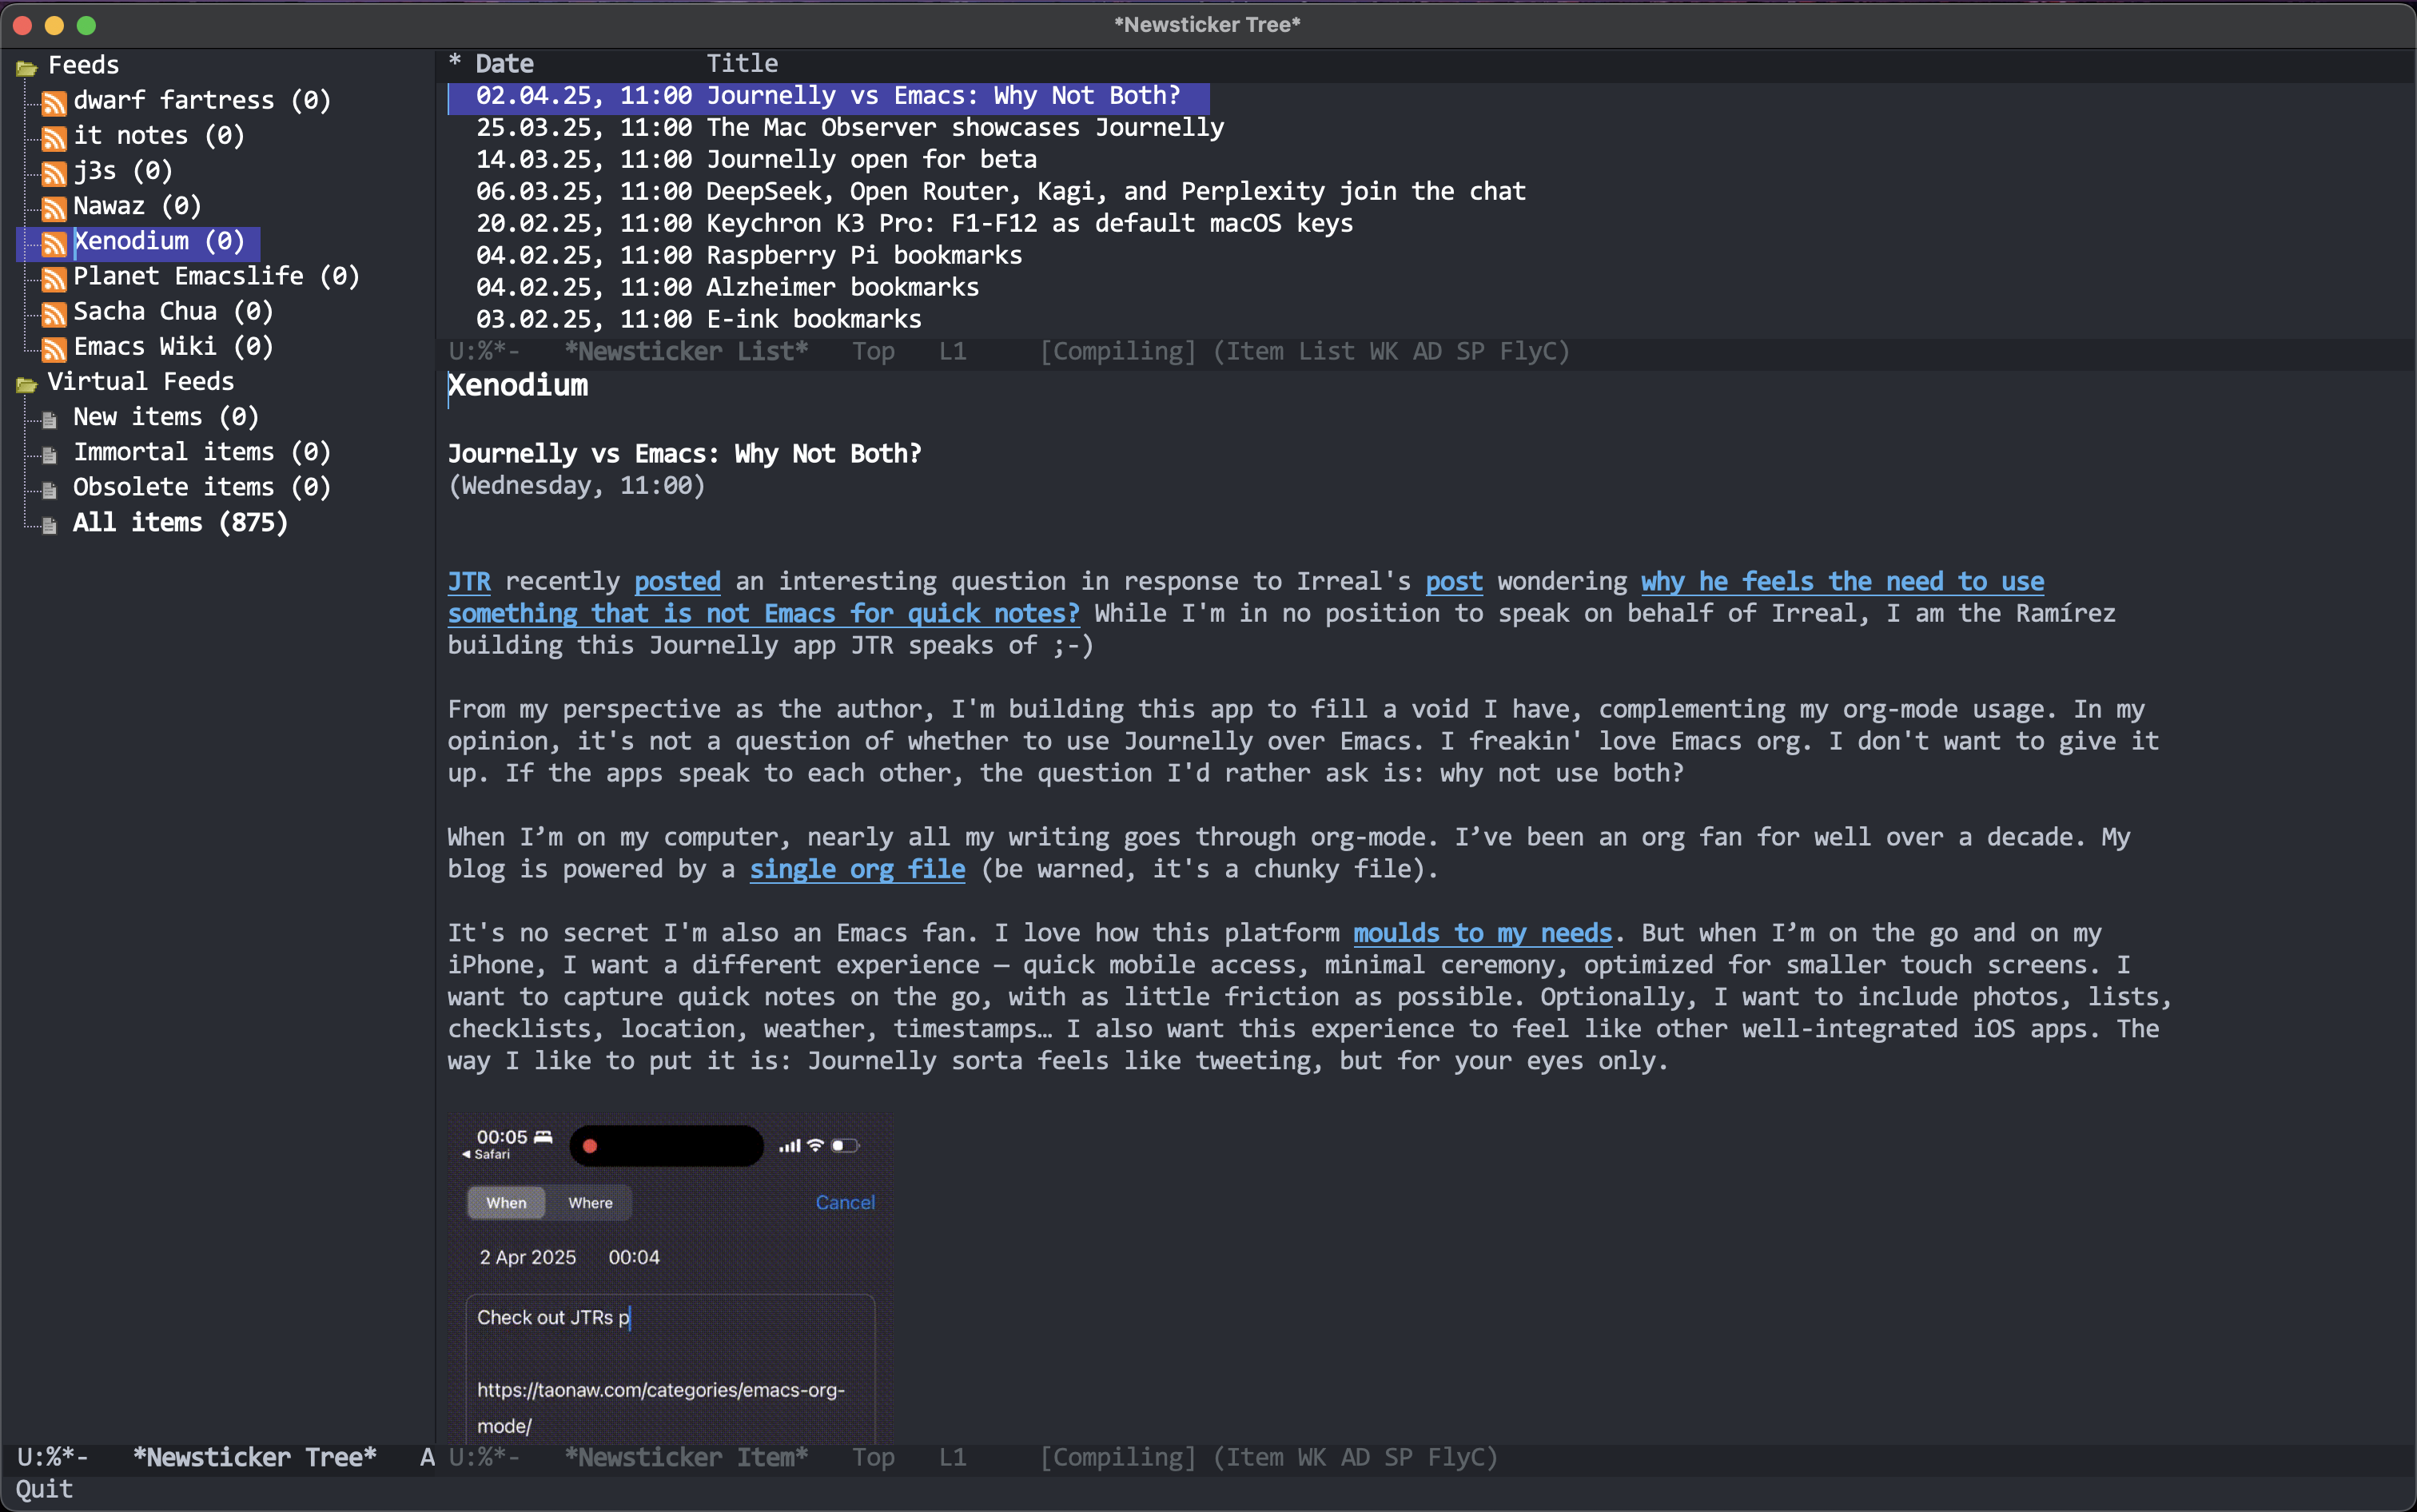 *Newsticker Tree*
Feeds
dwarf fartress (0)
it notes (0)
j3s (0)
Nawaz (0)
Xenodium (0)
Planet Emacslife (0)
Sacha Chua (0)
Emacs Wiki (0)
Virtual Feeds
New items (0)
Immortal items (0)
Obsolete items (0)
All items (875)
* Date Title
02.04.25, 11:00 Journelly vs Emacs: Why Not Both?
25.03.25, 11:00 The Mac Observer showcases Journelly
14.03.25, 11:00 Journelly open for beta
06.03.25, 11:00 DeepSeek, Open Router, Kagi, and Perplexity join the chat
20.02.25, 11:00 Keychron K3 Pro: F1-F12 as default macOS keys
04.02.25, 11:00 Raspberry Pi bookmarks
04.02.25, 11:00 Alzheimer bookmarks
03.02.25, 11:00 E-ink bookmarks
U:%*- *Newsticker List* Top L1 [Compiling] (Item List WK AD SP FlyC)
Xenodium
Journelly vs Emacs: Why Not Both?
(Wednesday, 11:00)
JTR recently posted an interesting question in response to Irreal's post wondering why he feels the need to use
something that is not Emacs for quick notes? While I'm in no position to speak on behalf of Irreal, I am the Ramírez
building this Journelly app JTR speaks of ;-)
From my perspective as the author, I'm building this app to fill a void I have, complementing my org-mode usage. In my
opinion, it's not a question of whether to use Journelly over Emacs. I freakin' love Emacs org. I don't want to give it
up. If the apps speak to each other, the question I'd rather ask is: why not use both?
When I’m on my computer, nearly all my writing goes through org-mode. I’ve been an org fan for well over a decade. My
blog is powered by a single org file (be warned, it's a chunky file).
It's no secret I'm also an Emacs fan. I love how this platform moulds to my needs. But when I’m on the go and on my
iPhone, I want a different experience — quick mobile access, minimal ceremony, optimized for smaller touch screens. I
want to capture quick notes on the go, with as little friction as possible. Optionally, I want to include photos, lists,
checklists, location, weather, timestamps… I also want this experience to feel like other well-integrated iOS apps. The
way I like to put it is: Journelly sorta feels like tweeting, but for your eyes only.
00:05
Safari
When Where Cancel
2 Apr 2025 00:04
Check out JTRs p
https://taonaw.com/categories/emacs-org-
mode/
U:%*- *Newsticker Tree* A
U:%*- *Newsticker Item* Top L1 [Compiling] (Item WK AD SP FlyC)
Quit